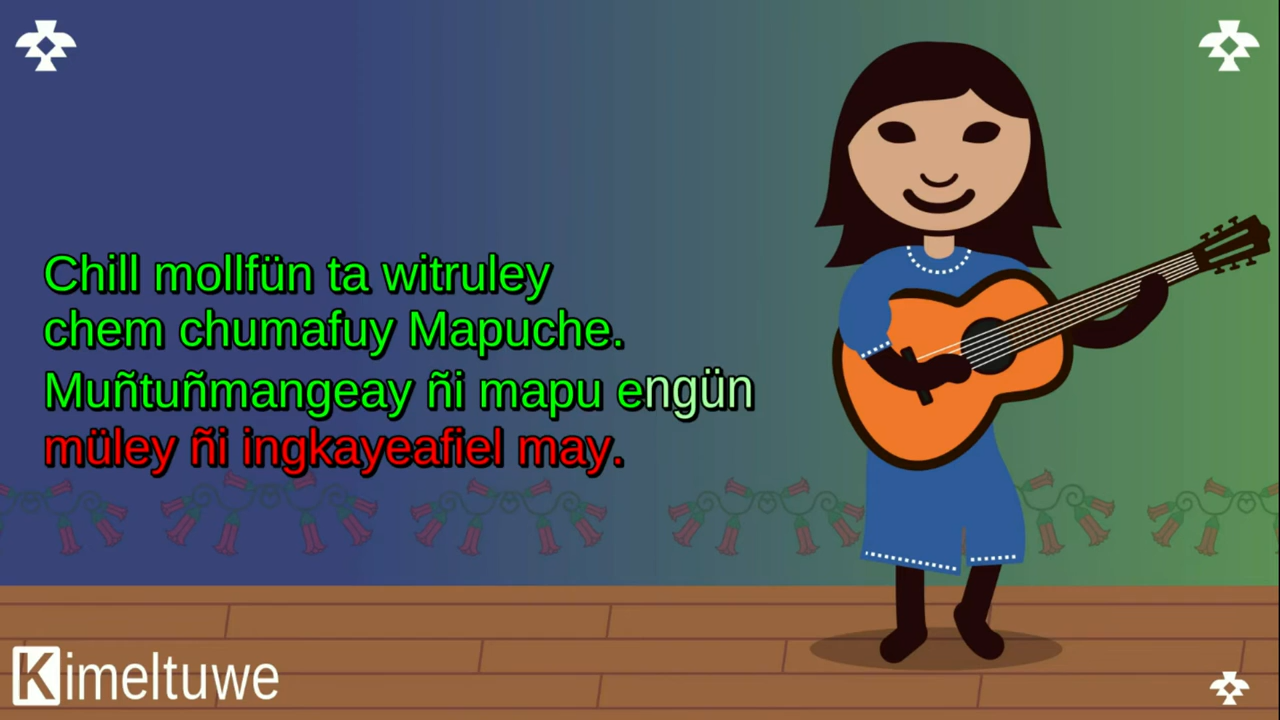 Chill mollfün ta witruley
chem chumafuy Mapuche.
Muñtuñmangeay ñi mapu engün
müley ñi ingkayeafiel may.
Kimeltuwe